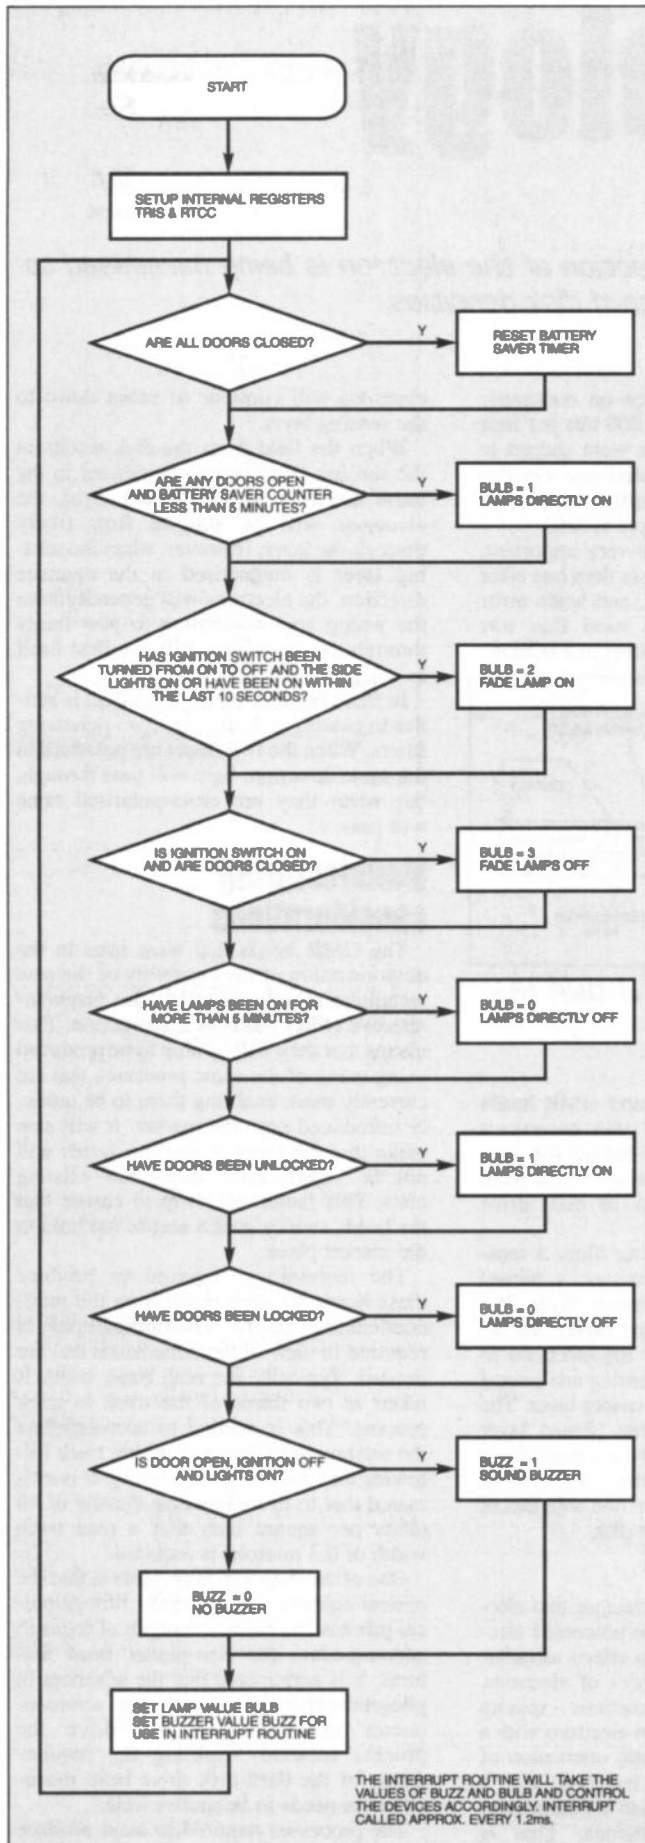 START
SETUP INTERNAL REGISTERS
TRIS & RTCC
ARE ALL DOORS CLOSED?
Y
RESET BATTERY
SAVER TIMER
ARE ANY DOORS OPEN
AND BATTERY SAVER COUNTER
LESS THAN 5 MINUTES?
Y
BULB = 1
LAMPS DIRECTLY ON
HAS IGNITION SWITCH BEEN
TURNED FROM ON TO OFF AND THE SIDE
LIGHTS ON OR HAVE BEEN ON WITHIN
THE LAST 10 SECONDS?
Y
BULB = 2
FADE LAMP ON
IS IGNITION SWITCH ON
AND ARE DOORS CLOSED?
Y
BULB = 3
FADE LAMPS OFF
HAVE LAMPS BEEN ON FOR
MORE THAN 5 MINUTES?
Y
BULB = 0
LAMPS DIRECTLY OFF
HAVE DOORS BEEN UNLOCKED?
Y
BULB = 1
LAMPS DIRECTLY ON
HAVE DOORS BEEN LOCKED?
Y
BULB = 0
LAMPS DIRECTLY OFF
IS DOOR OPEN, IGNITION OFF
AND LIGHTS ON?
Y
BUZZ = 1
SOUND BUZZER
BUZZ = 0
NO BUZZER
SET LAMP VALUE BULB
SET BUZZER VALUE BUZZ FOR
USE IN INTERRUPT ROUTINE
THE INTERRUPT ROUTINE WILL TAKE THE
VALUES OF BUZZ AND BULB AND CONTROL
THE DEVICES ACCORDINGLY. INTERRUPT
CALLED APPROX. EVERY 1.2ms.